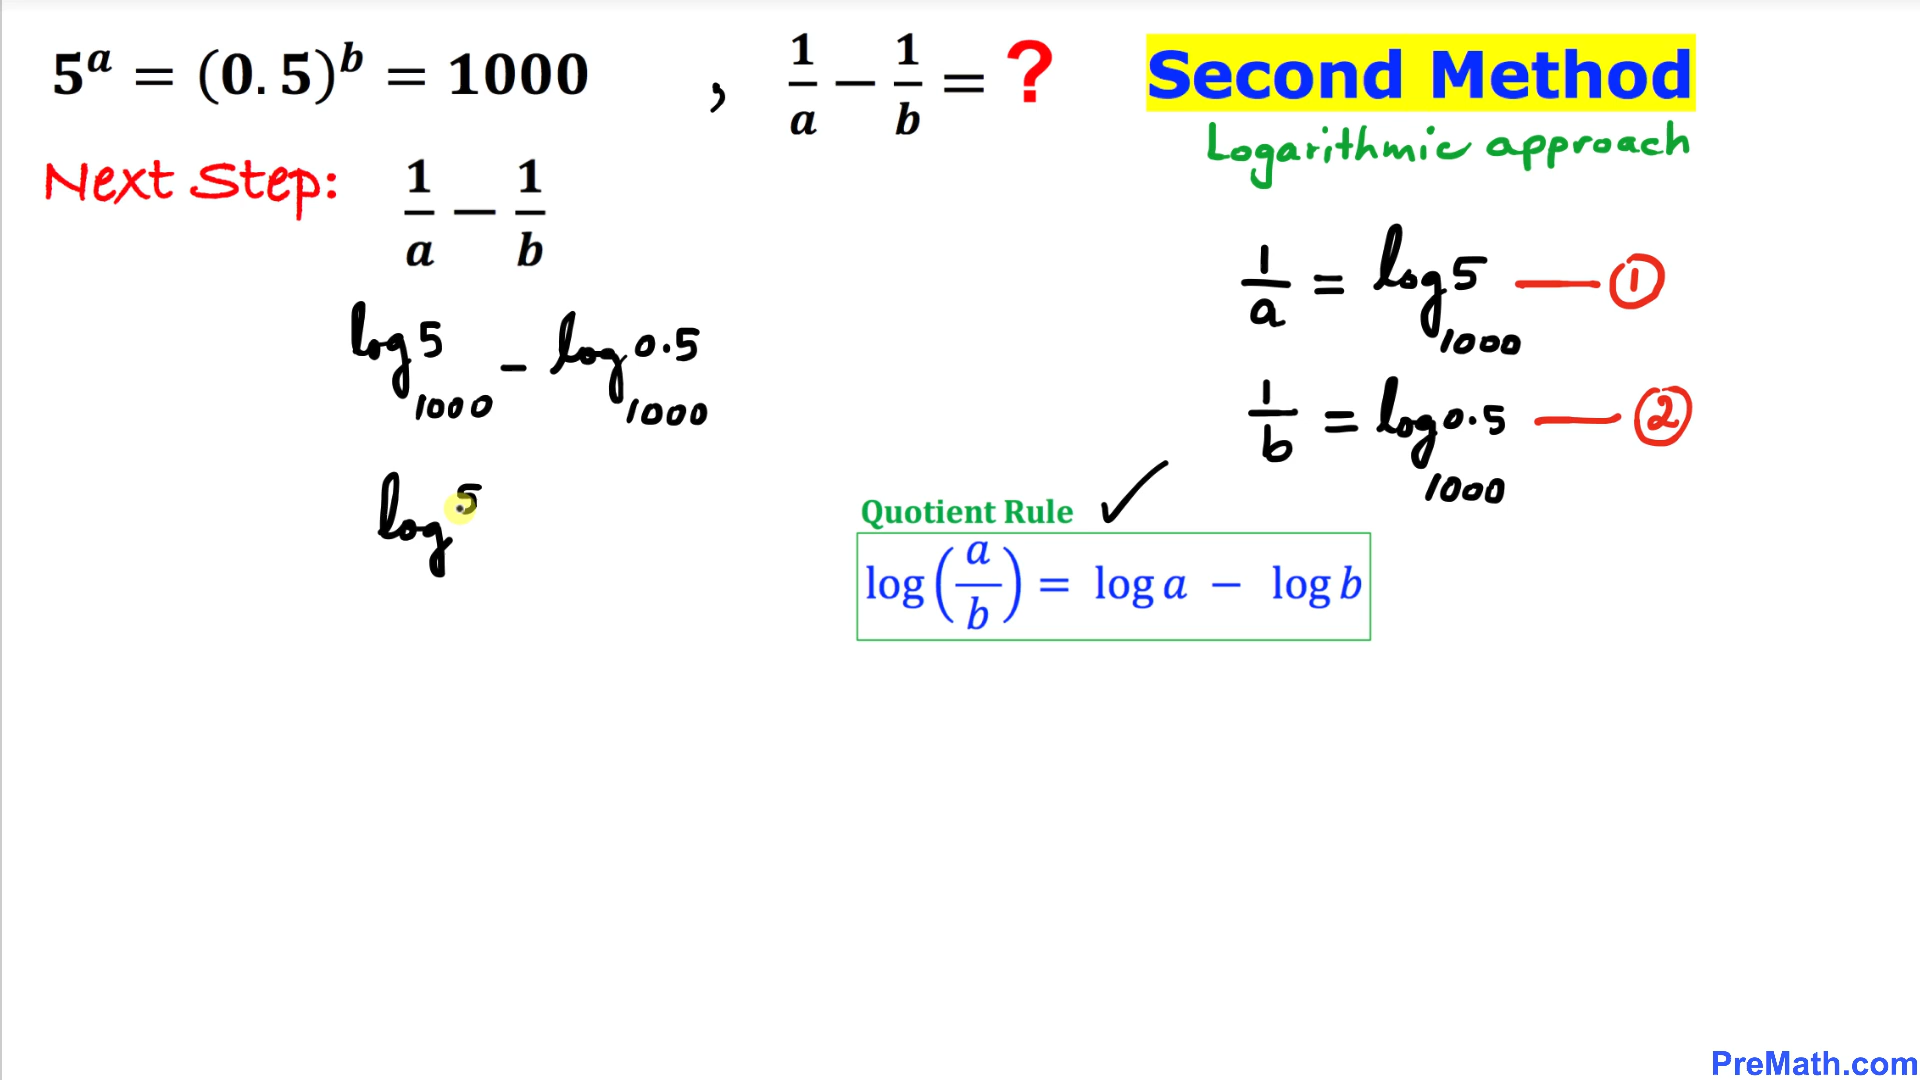 5^a = (0.5)^b = 1000 , 1/a − 1/b = ?
Second Method
Logarithmic approach
Next Step: 1/a − 1/b
1/a = log_1000 5 — ①
log_1000 5 - log_1000 0.5
1/b = log_1000 0.5 — ②
log 5
Quotient Rule ✓
log(a/b) = log a − log b
PreMath.com